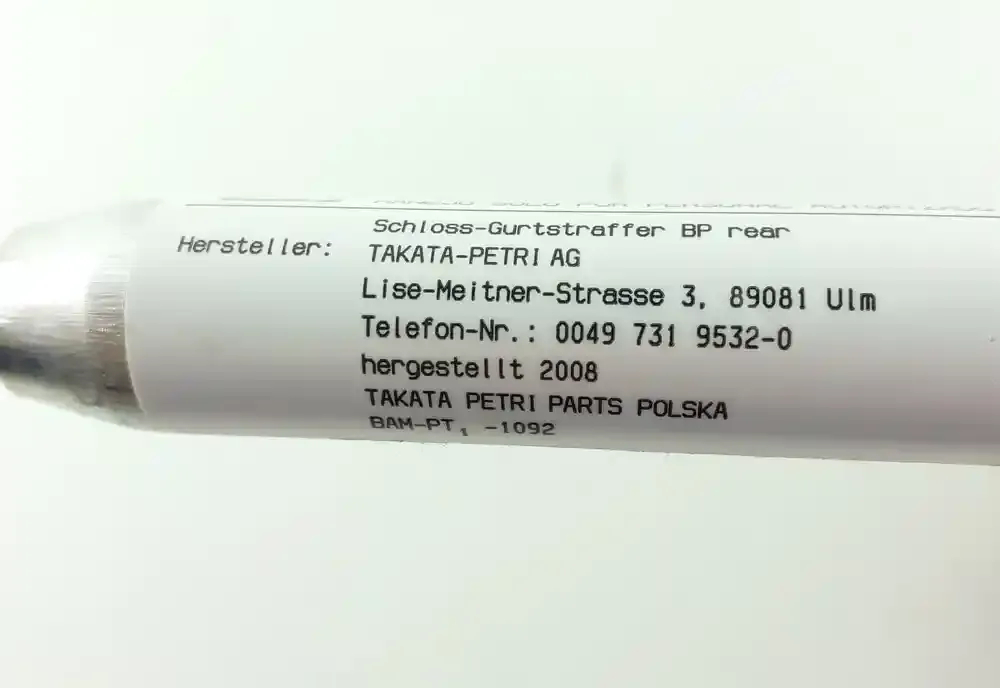 Schloss-Gurtstraffer BP rear
Hersteller: TAKATA-PETRI AG
Lise-Meitner-Strasse 3, 89081 Ulm
Telefon-Nr.: 0049 731 9532-0
hergestellt 2008
TAKATA PETRI PARTS POLSKA
BAM-PT₁ -1092